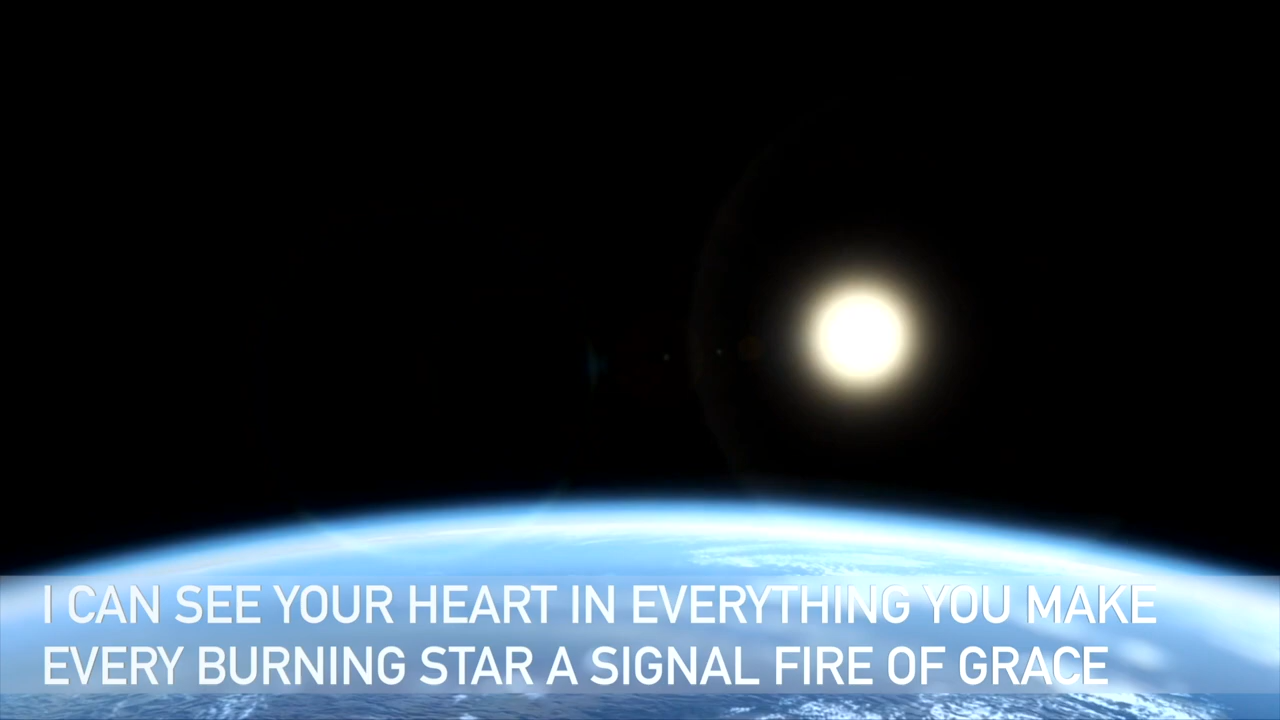 I CAN SEE YOUR HEART IN EVERYTHING YOU MAKE
EVERY BURNING STAR A SIGNAL FIRE OF GRACE